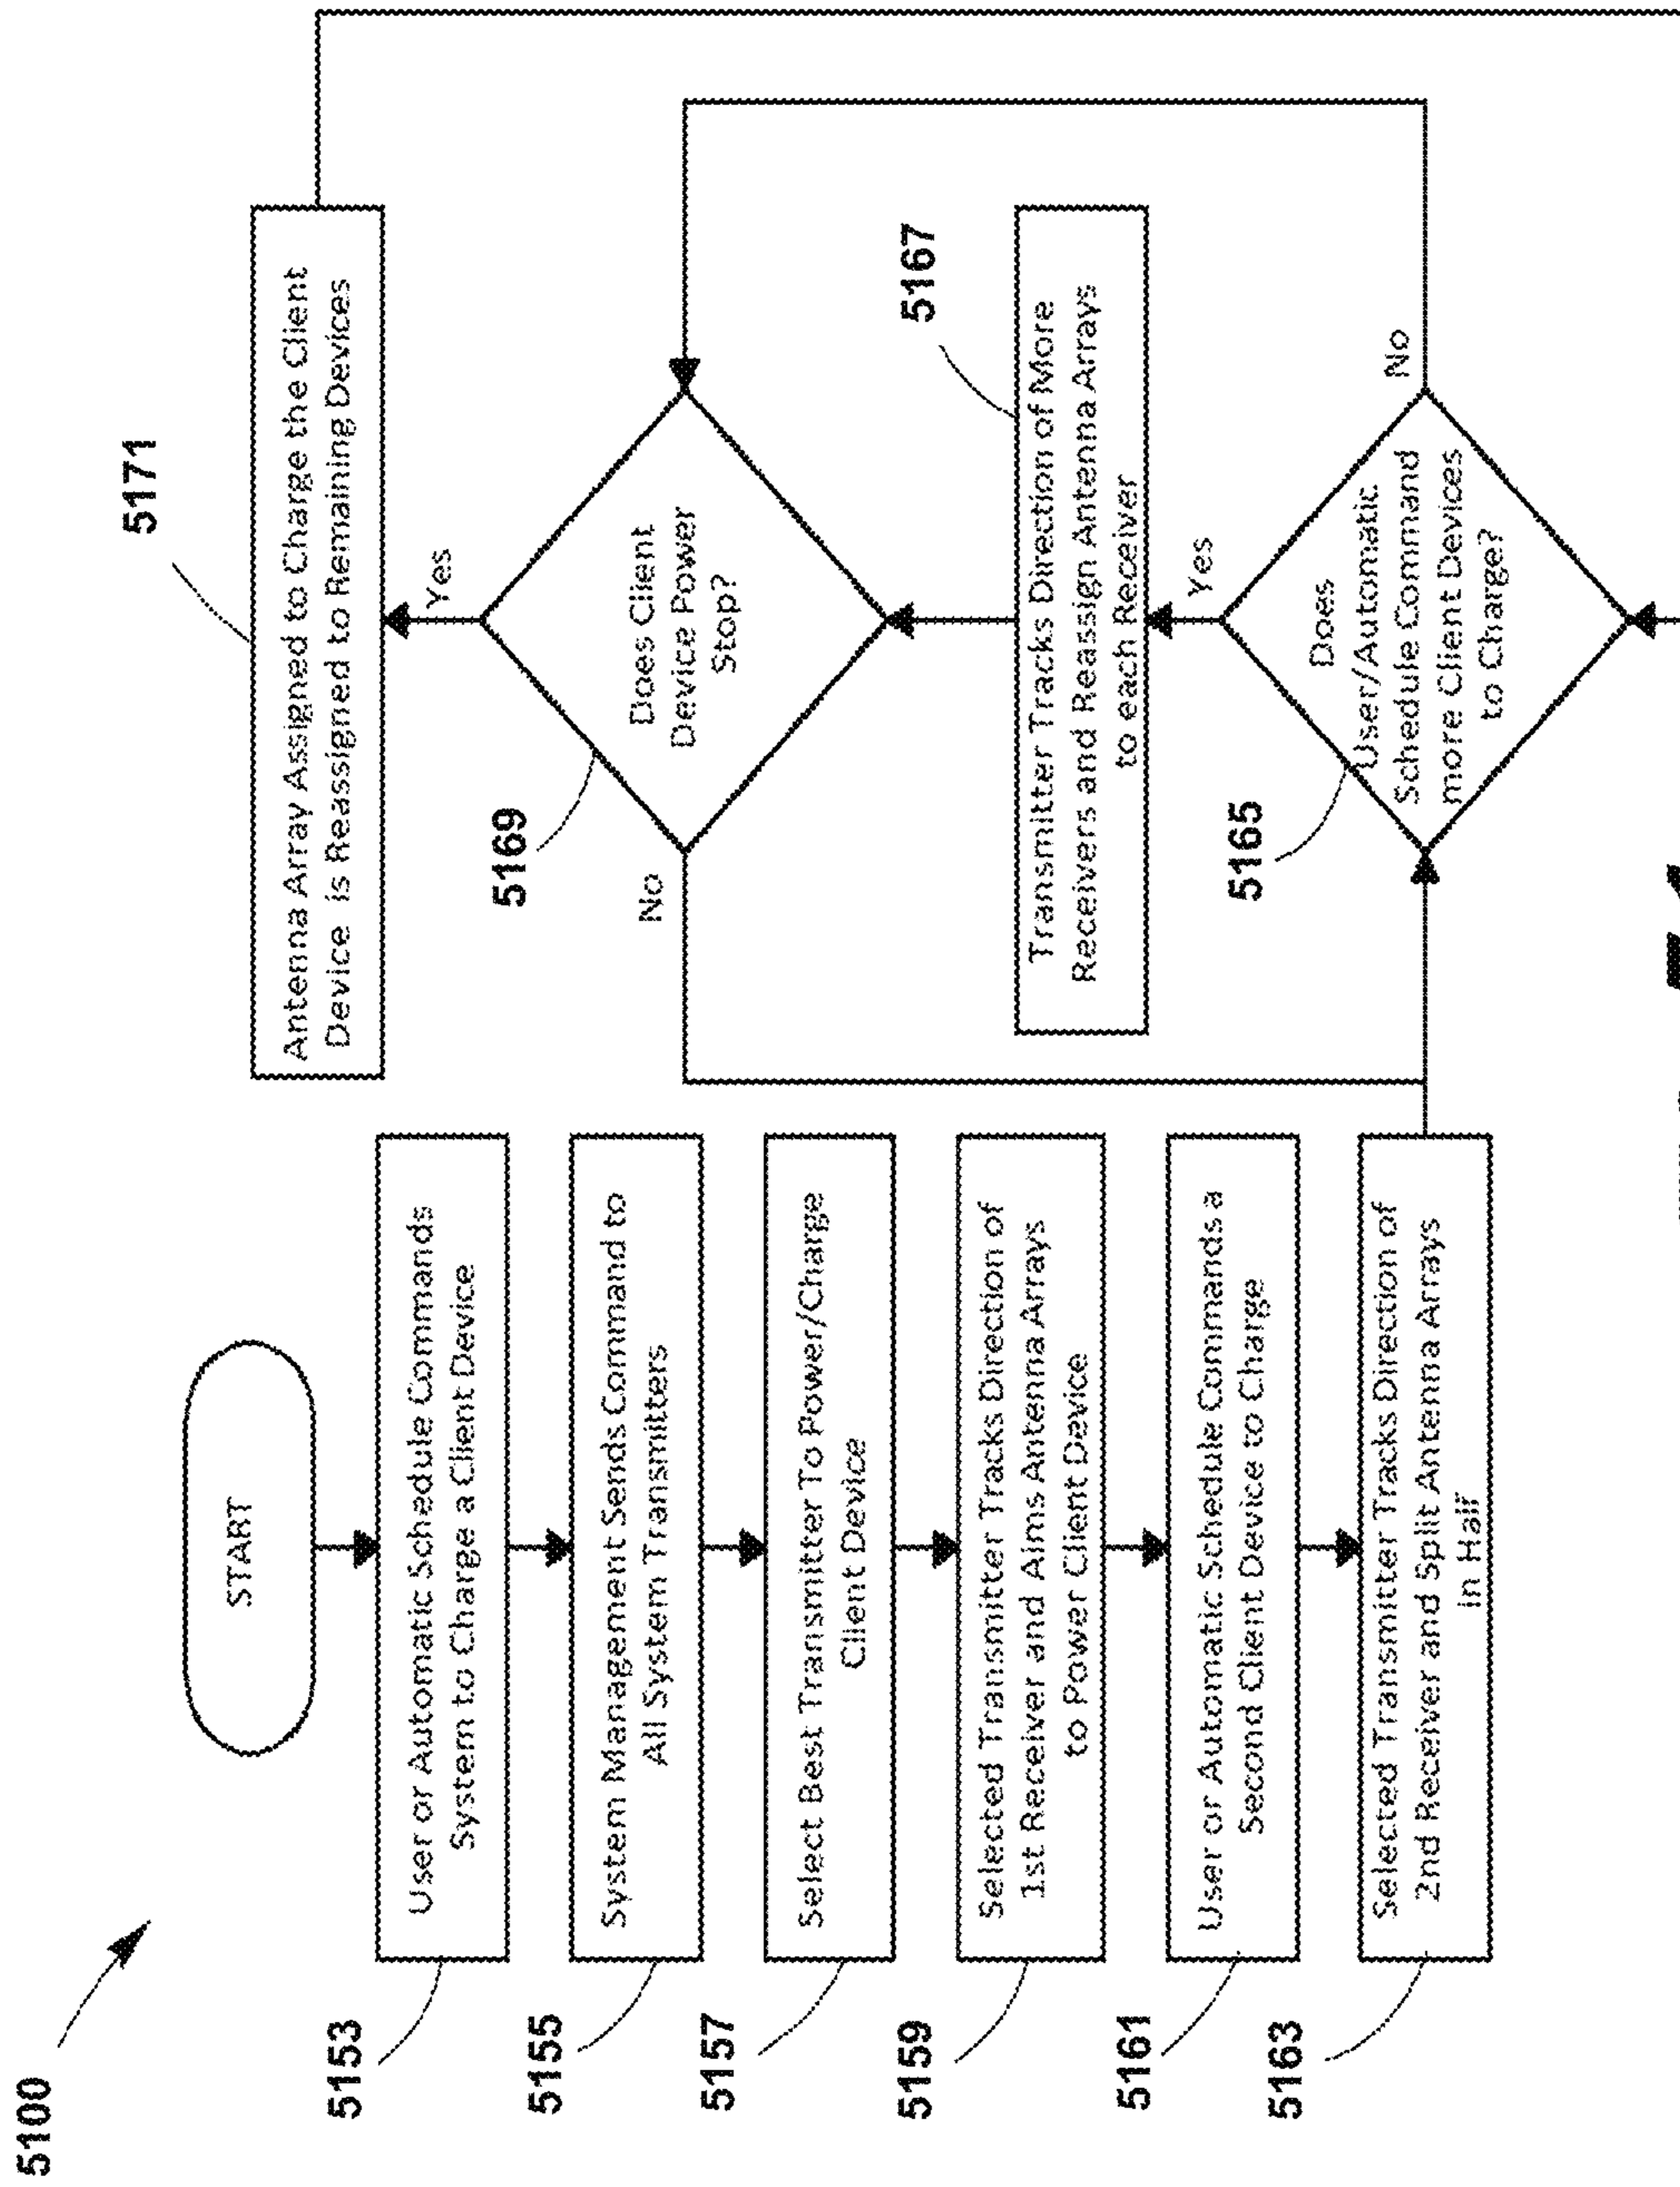 5100
START
5153
User or Automatic Schedule Commands
System to Charge a Client Device
5155
System Management Sends Command to
All System Transmitters
5157
Select Best Transmitter To Power/Charge
Client Device
5159
Selected Transmitter Tracks Direction of
1st Receiver and Aims Antenna Arrays
to Power Client Device
5161
User or Automatic Schedule Commands a
Second Client Device to Charge
5163
Selected Transmitter Tracks Direction of
2nd Receiver and Split Antenna Arrays
in Half
5171
Antenna Array Assigned to Charge the Client
Device is Reassigned to Remaining Devices
Yes
5169
Does Client
Device Power
Stop?
No
5167
Transmitter Tracks Direction of More
Receivers and Reassign Antenna Arrays
to each Receiver
Yes
5165
Does
User/Automatic
Schedule Command
more Client Devices
to Charge?
No